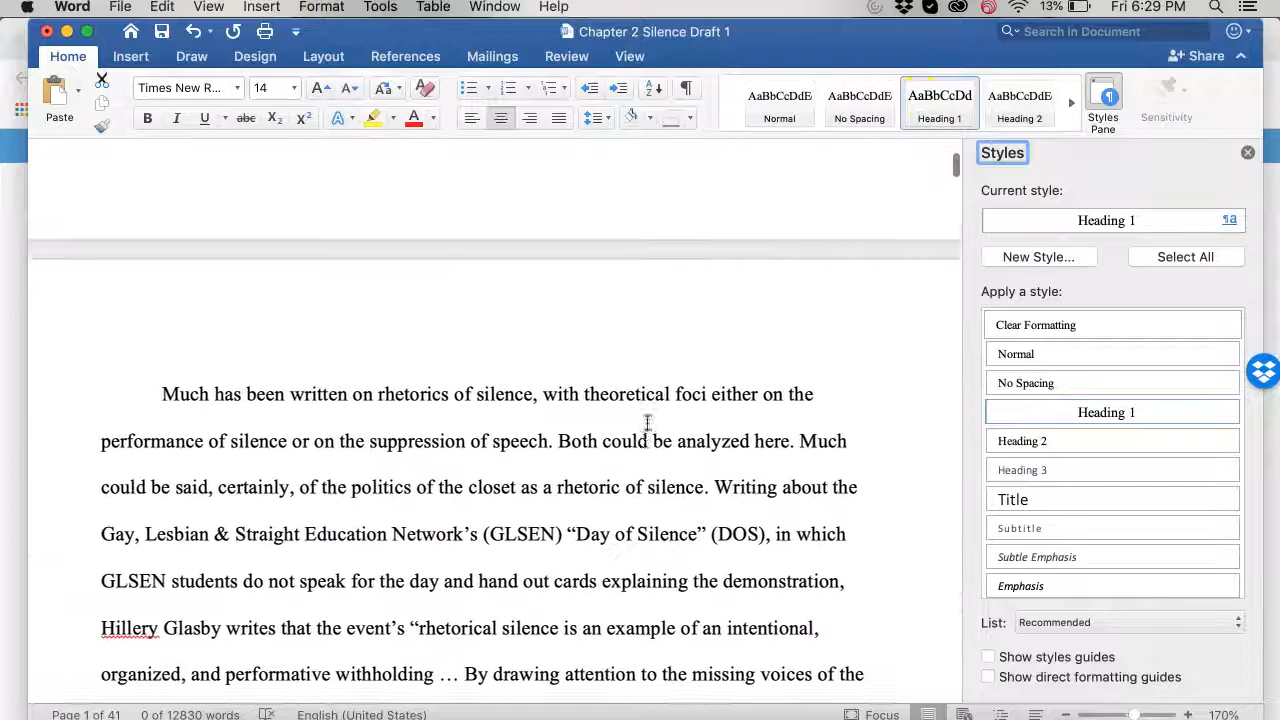 Word File Edit View Insert Format Tools Table Window Help 13% Fri 6:29 PM
Chapter 2 Silence Draft 1 Search in Document
Home Insert Draw Design Layout References Mailings Review View Share
Paste Times New R... 14
AaBbCcDdE AaBbCcDdE AaBbCcDd AaBbCcDdE
Normal No Spacing Heading 1 Heading 2 Styles Pane Sensitivity
Styles
Current style:
Heading 1
New Style... Select All
Apply a style:
Clear Formatting
Normal
No Spacing
Heading 1
Heading 2
Heading 3
Title
Subtitle
Subtle Emphasis
Emphasis
List: Recommended
Show styles guides
Show direct formatting guides
Much has been written on rhetorics of silence, with theoretical foci either on the
performance of silence or on the suppression of speech. Both could be analyzed here. Much
could be said, certainly, of the politics of the closet as a rhetoric of silence. Writing about the
Gay, Lesbian & Straight Education Network’s (GLSEN) “Day of Silence” (DOS), in which
GLSEN students do not speak for the day and hand out cards explaining the demonstration,
Hillery Glasby writes that the event’s “rhetorical silence is an example of an intentional,
organized, and performative withholding … By drawing attention to the missing voices of the
Page 1 of 41 0 of 12830 words English (United States) Focus 170%